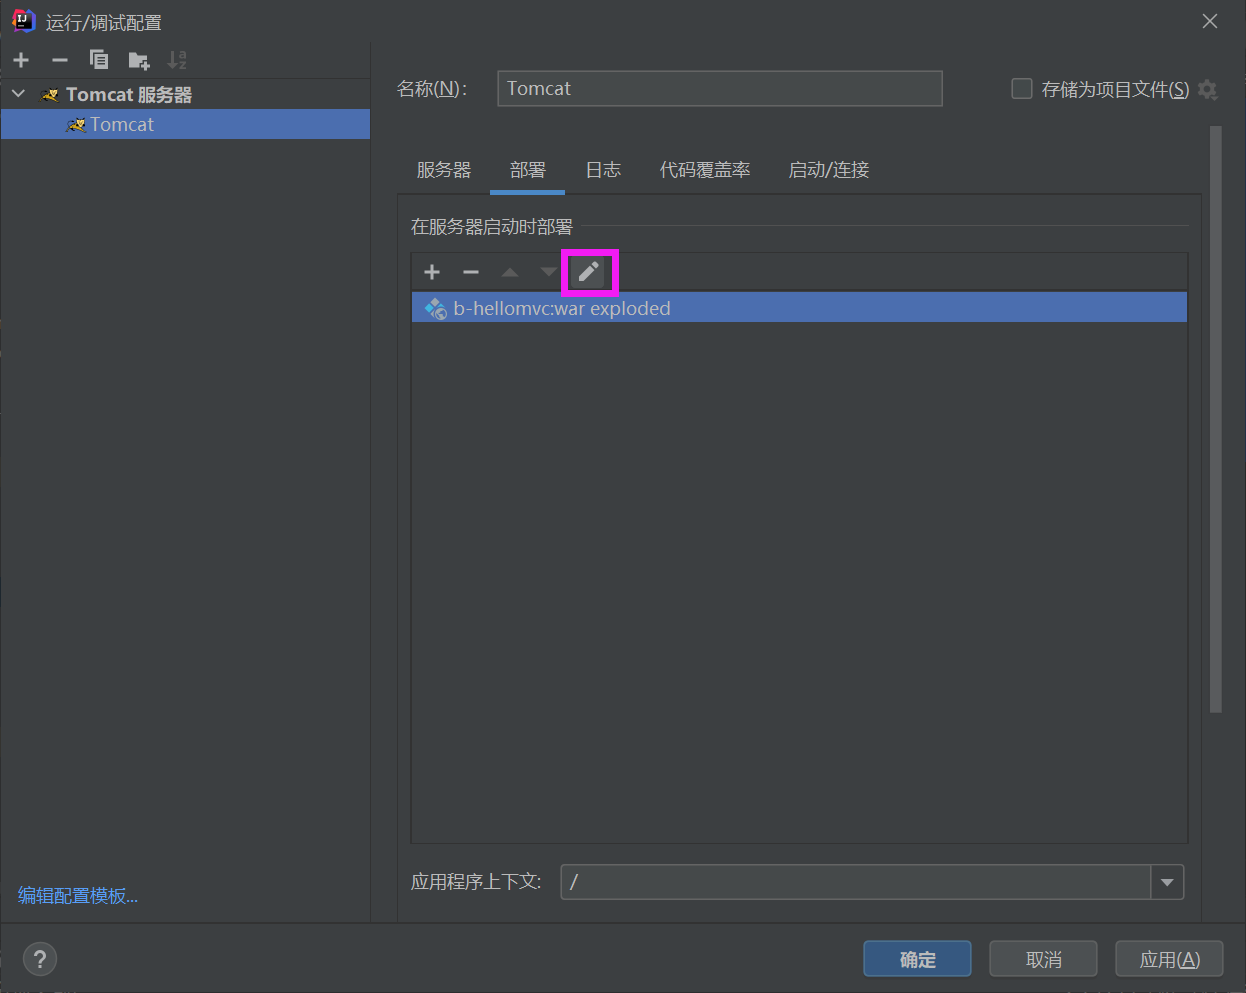 运行/调试配置
Tomcat 服务器
Tomcat
名称(N):
Tomcat
存储为项目文件(S)
服务器
部署
日志
代码覆盖率
启动/连接
在服务器启动时部署
b-hellomvc:war exploded
应用程序上下文:
/
编辑配置模板...
?
确定
取消
应用(A)